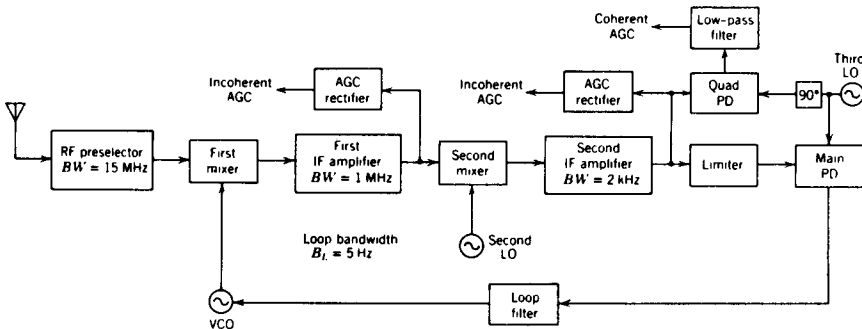 Coherent
AGC
Low-pass
filter
Third
LO
Incoherent
AGC
AGC
rectifier
Incoherent
AGC
AGC
rectifier
Quad
PD
90°
RF preselector
BW = 15 MHz
First
mixer
First
IF amplifier
BW = 1 MHz
Second
mixer
Second
IF amplifier
BW = 2 kHz
Limiter
Main
PD
Loop bandwidth
B_L = 5 Hz
Second
LO
VCO
Loop
filter